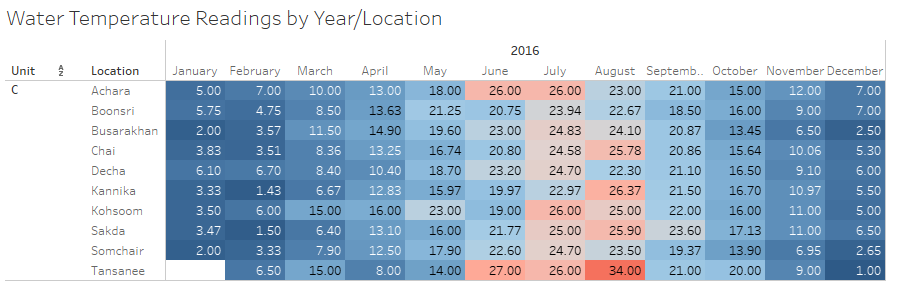 Water Temperature Readings by Year/Location
2016
Unit A Z Location January February March April May June July August Septemb.. October November December
C Achara 5.00 7.00 10.00 13.00 18.00 26.00 26.00 23.00 21.00 15.00 12.00 7.00
Boonsri 5.75 4.75 8.50 13.63 21.25 20.75 23.94 22.67 18.50 16.00 9.00 7.00
Busarakhan 2.00 3.57 11.50 14.90 19.60 23.00 24.83 24.10 20.87 13.45 6.50 2.50
Chai 3.83 3.51 8.36 13.25 16.74 20.80 24.58 25.78 20.86 15.64 10.06 5.30
Decha 6.10 6.70 8.40 10.40 18.70 23.20 24.70 22.30 21.10 16.50 9.10 6.00
Kannika 3.33 1.43 6.67 12.83 15.97 19.97 22.97 26.37 21.50 16.70 10.97 5.50
Kohsoom 3.50 6.00 15.00 16.00 23.00 19.00 26.00 25.00 22.00 16.00 11.00 5.00
Sakda 3.47 1.50 6.40 13.10 16.00 21.77 25.00 25.90 23.60 17.13 11.00 6.50
Somchair 2.00 3.33 7.90 12.50 17.90 22.60 24.70 23.50 19.37 13.90 6.95 2.65
Tansanee 6.50 15.00 8.00 14.00 27.00 26.00 34.00 21.00 20.00 9.00 1.00